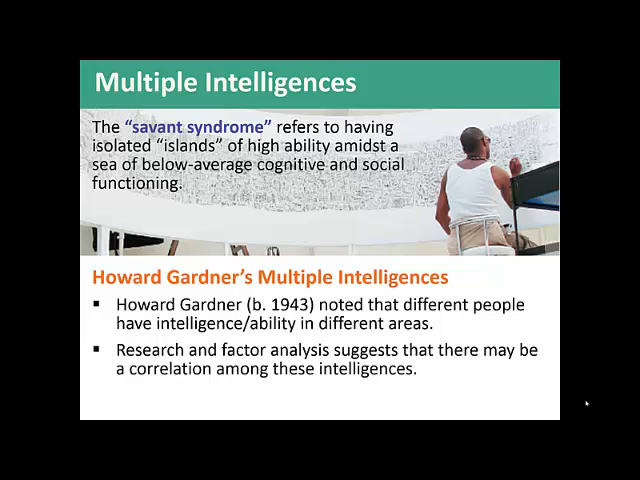 Multiple Intelligences
The “savant syndrome” refers to having
isolated “islands” of high ability amidst a
sea of below-average cognitive and social
functioning.
Howard Gardner’s Multiple Intelligences
▪ Howard Gardner (b. 1943) noted that different people
have intelligence/ability in different areas.
▪ Research and factor analysis suggests that there may be
a correlation among these intelligences.